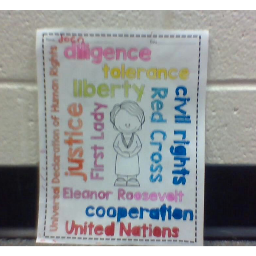 diligence
tolerance
liberty
Universal Declaration of Human Rights
justice
First Lady
Red Cross
civil rights
Eleanor Roosevelt
cooperation
United Nations